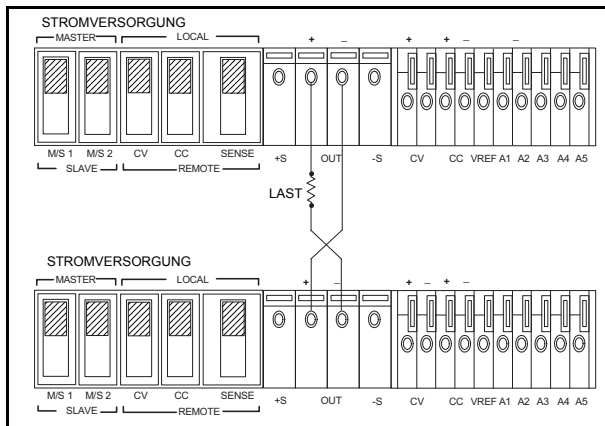 STROMVERSORGUNG
+ – + + – –
MASTER LOCAL
M/S 1 M/S 2 CV CC SENSE +S OUT -S CV CC VREF A1 A2 A3 A4 A5
SLAVE REMOTE
LAST
STROMVERSORGUNG
+ – + – + –
MASTER LOCAL
M/S 1 M/S 2 CV CC SENSE +S OUT -S CV CC VREF A1 A2 A3 A4 A5
SLAVE REMOTE